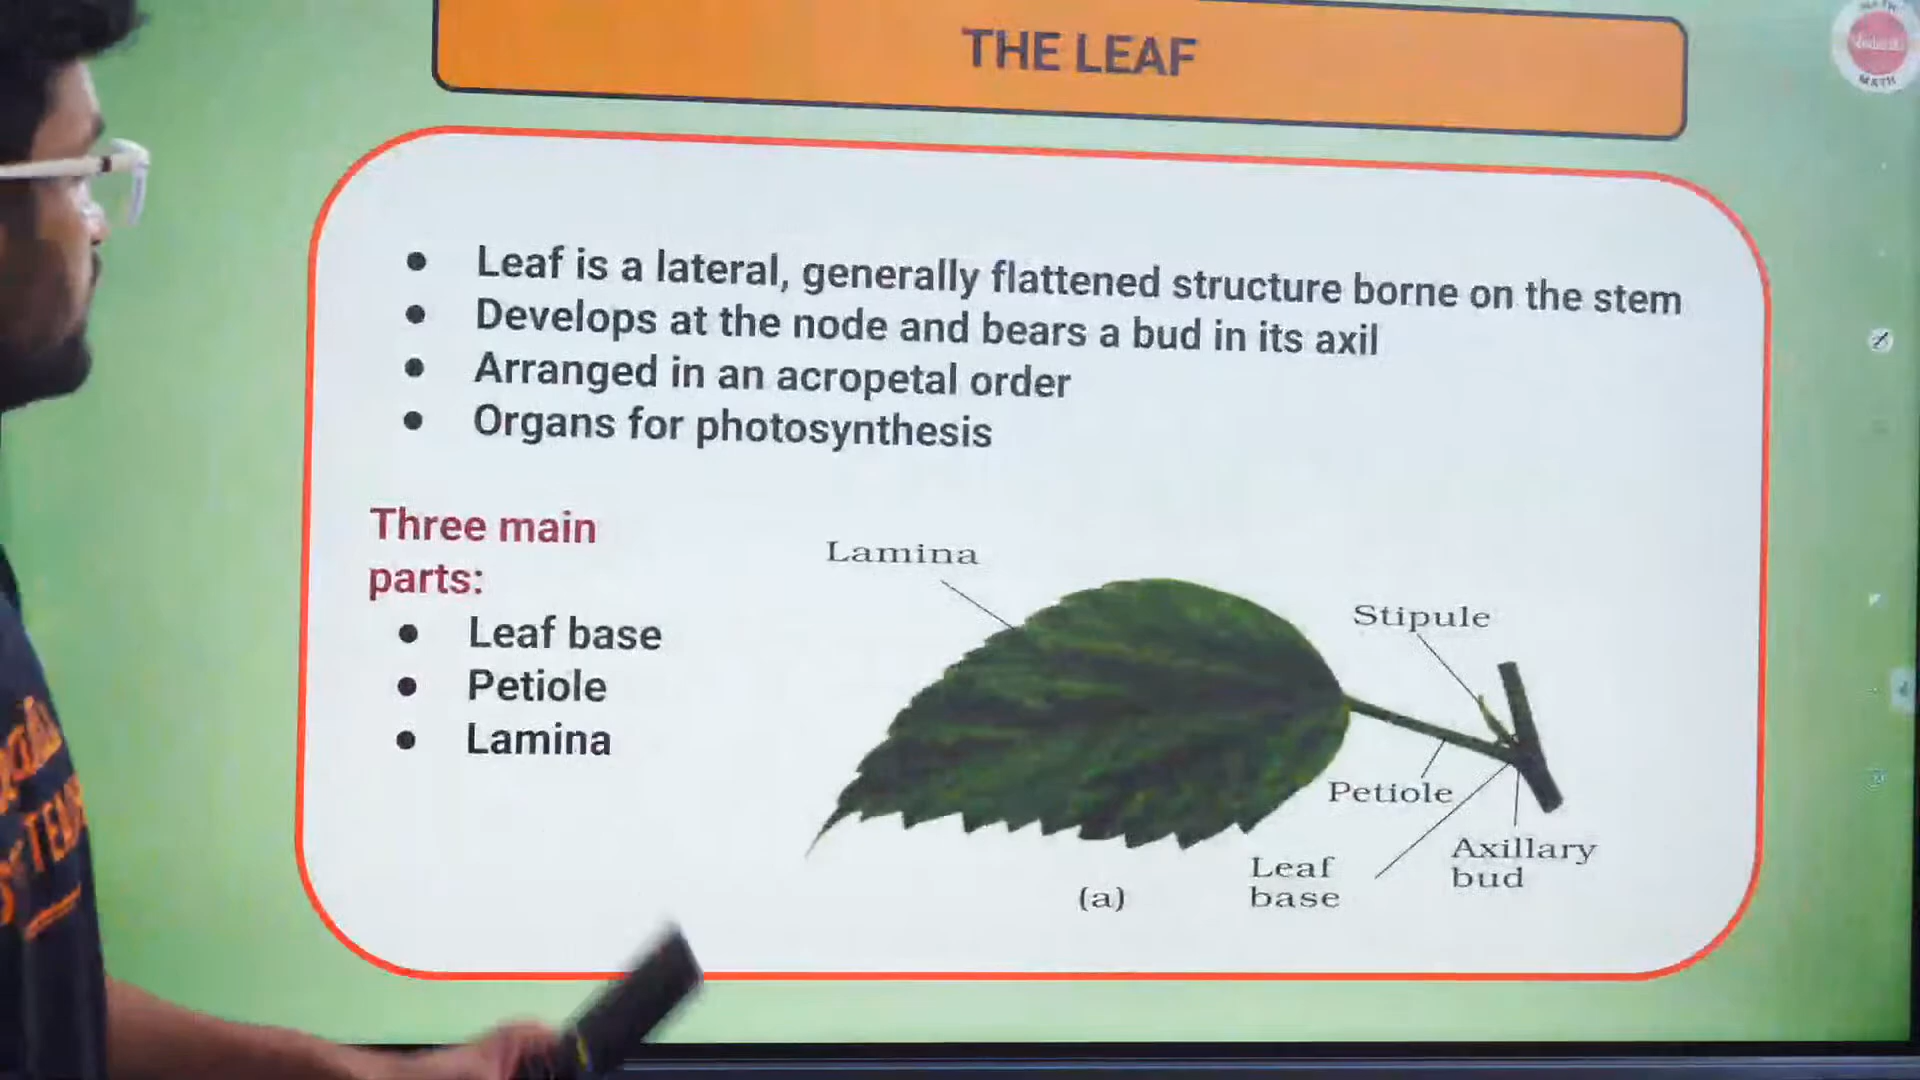 THE LEAF
MATH
Leaf is a lateral, generally flattened structure borne on the stem
Develops at the node and bears a bud in its axil
Arranged in an acropetal order
Organs for photosynthesis
Three main
parts:
Leaf base
Petiole
Lamina
Lamina
Stipule
Petiole
Leaf
base
Axillary
bud
(a)